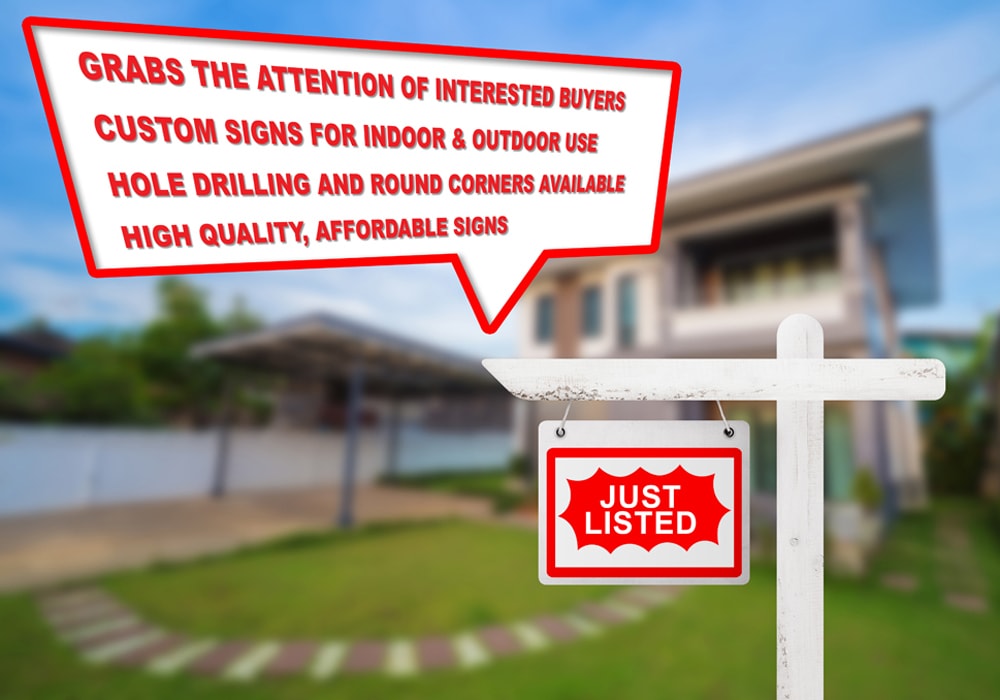 GRABS THE ATTENTION OF INTERESTED BUYERS
CUSTOM SIGNS FOR INDOOR & OUTDOOR USE
HOLE DRILLING AND ROUND CORNERS AVAILABLE
HIGH QUALITY, AFFORDABLE SIGNS
JUST
LISTED